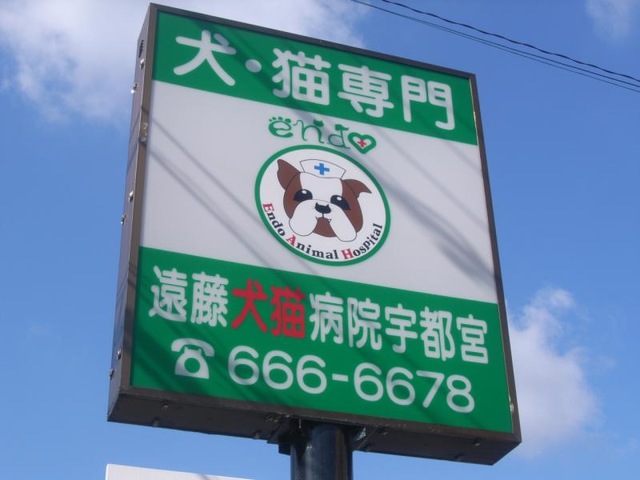 犬・猫専門
endo
Endo Animal Hospital
遠藤犬猫病院宇都宮
☎666-6678